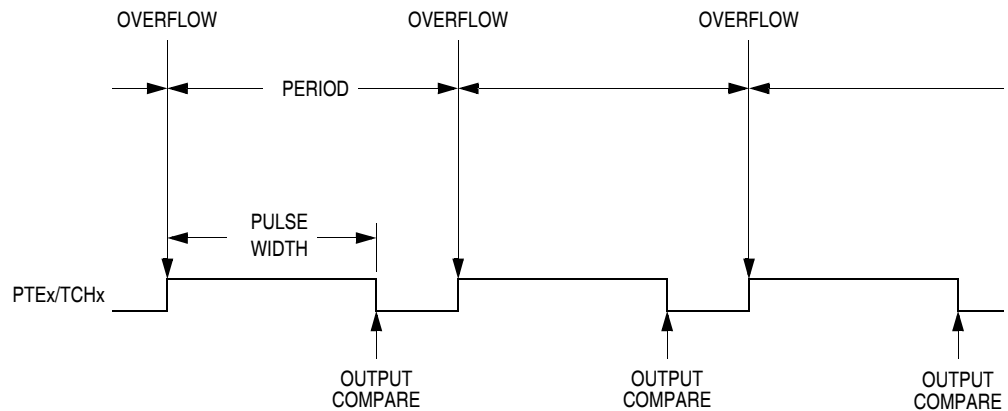 OVERFLOW
OVERFLOW
OVERFLOW
PERIOD
PULSE
WIDTH
PTEx/TCHx
OUTPUT
COMPARE
OUTPUT
COMPARE
OUTPUT
COMPARE